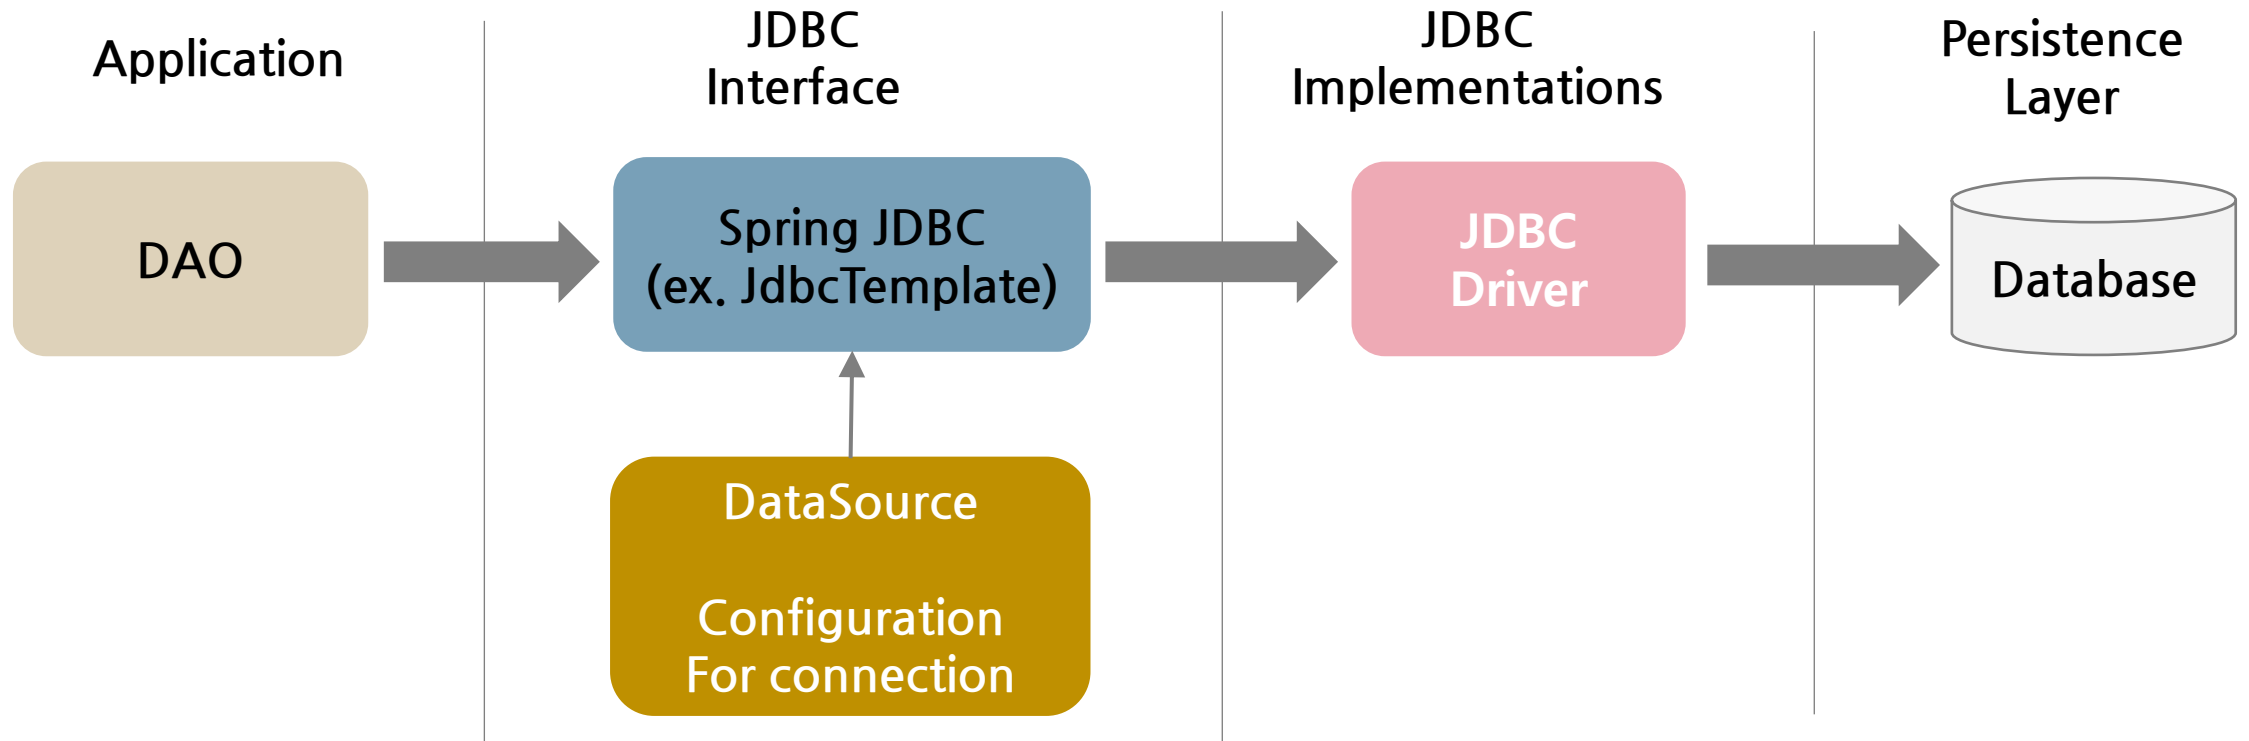 Application
JDBC
Interface
JDBC
Implementations
Persistence
Layer
DAO
Spring JDBC
(ex. JdbcTemplate)
JDBC
Driver
Database
DataSource
Configuration
For connection